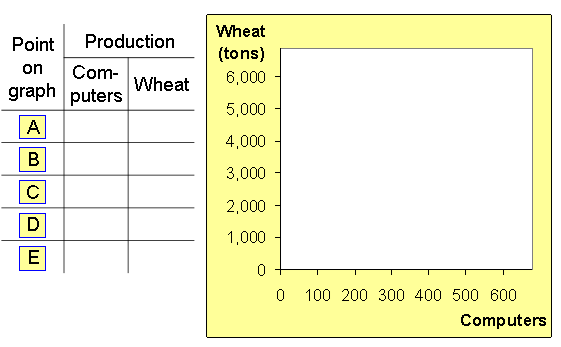 Point
on
graph
Production
Com-
puters
Wheat
A
B
C
D
E
Wheat
(tons)
6,000
5,000
4,000
3,000
2,000
1,000
0
0 100 200 300 400 500 600
Computers